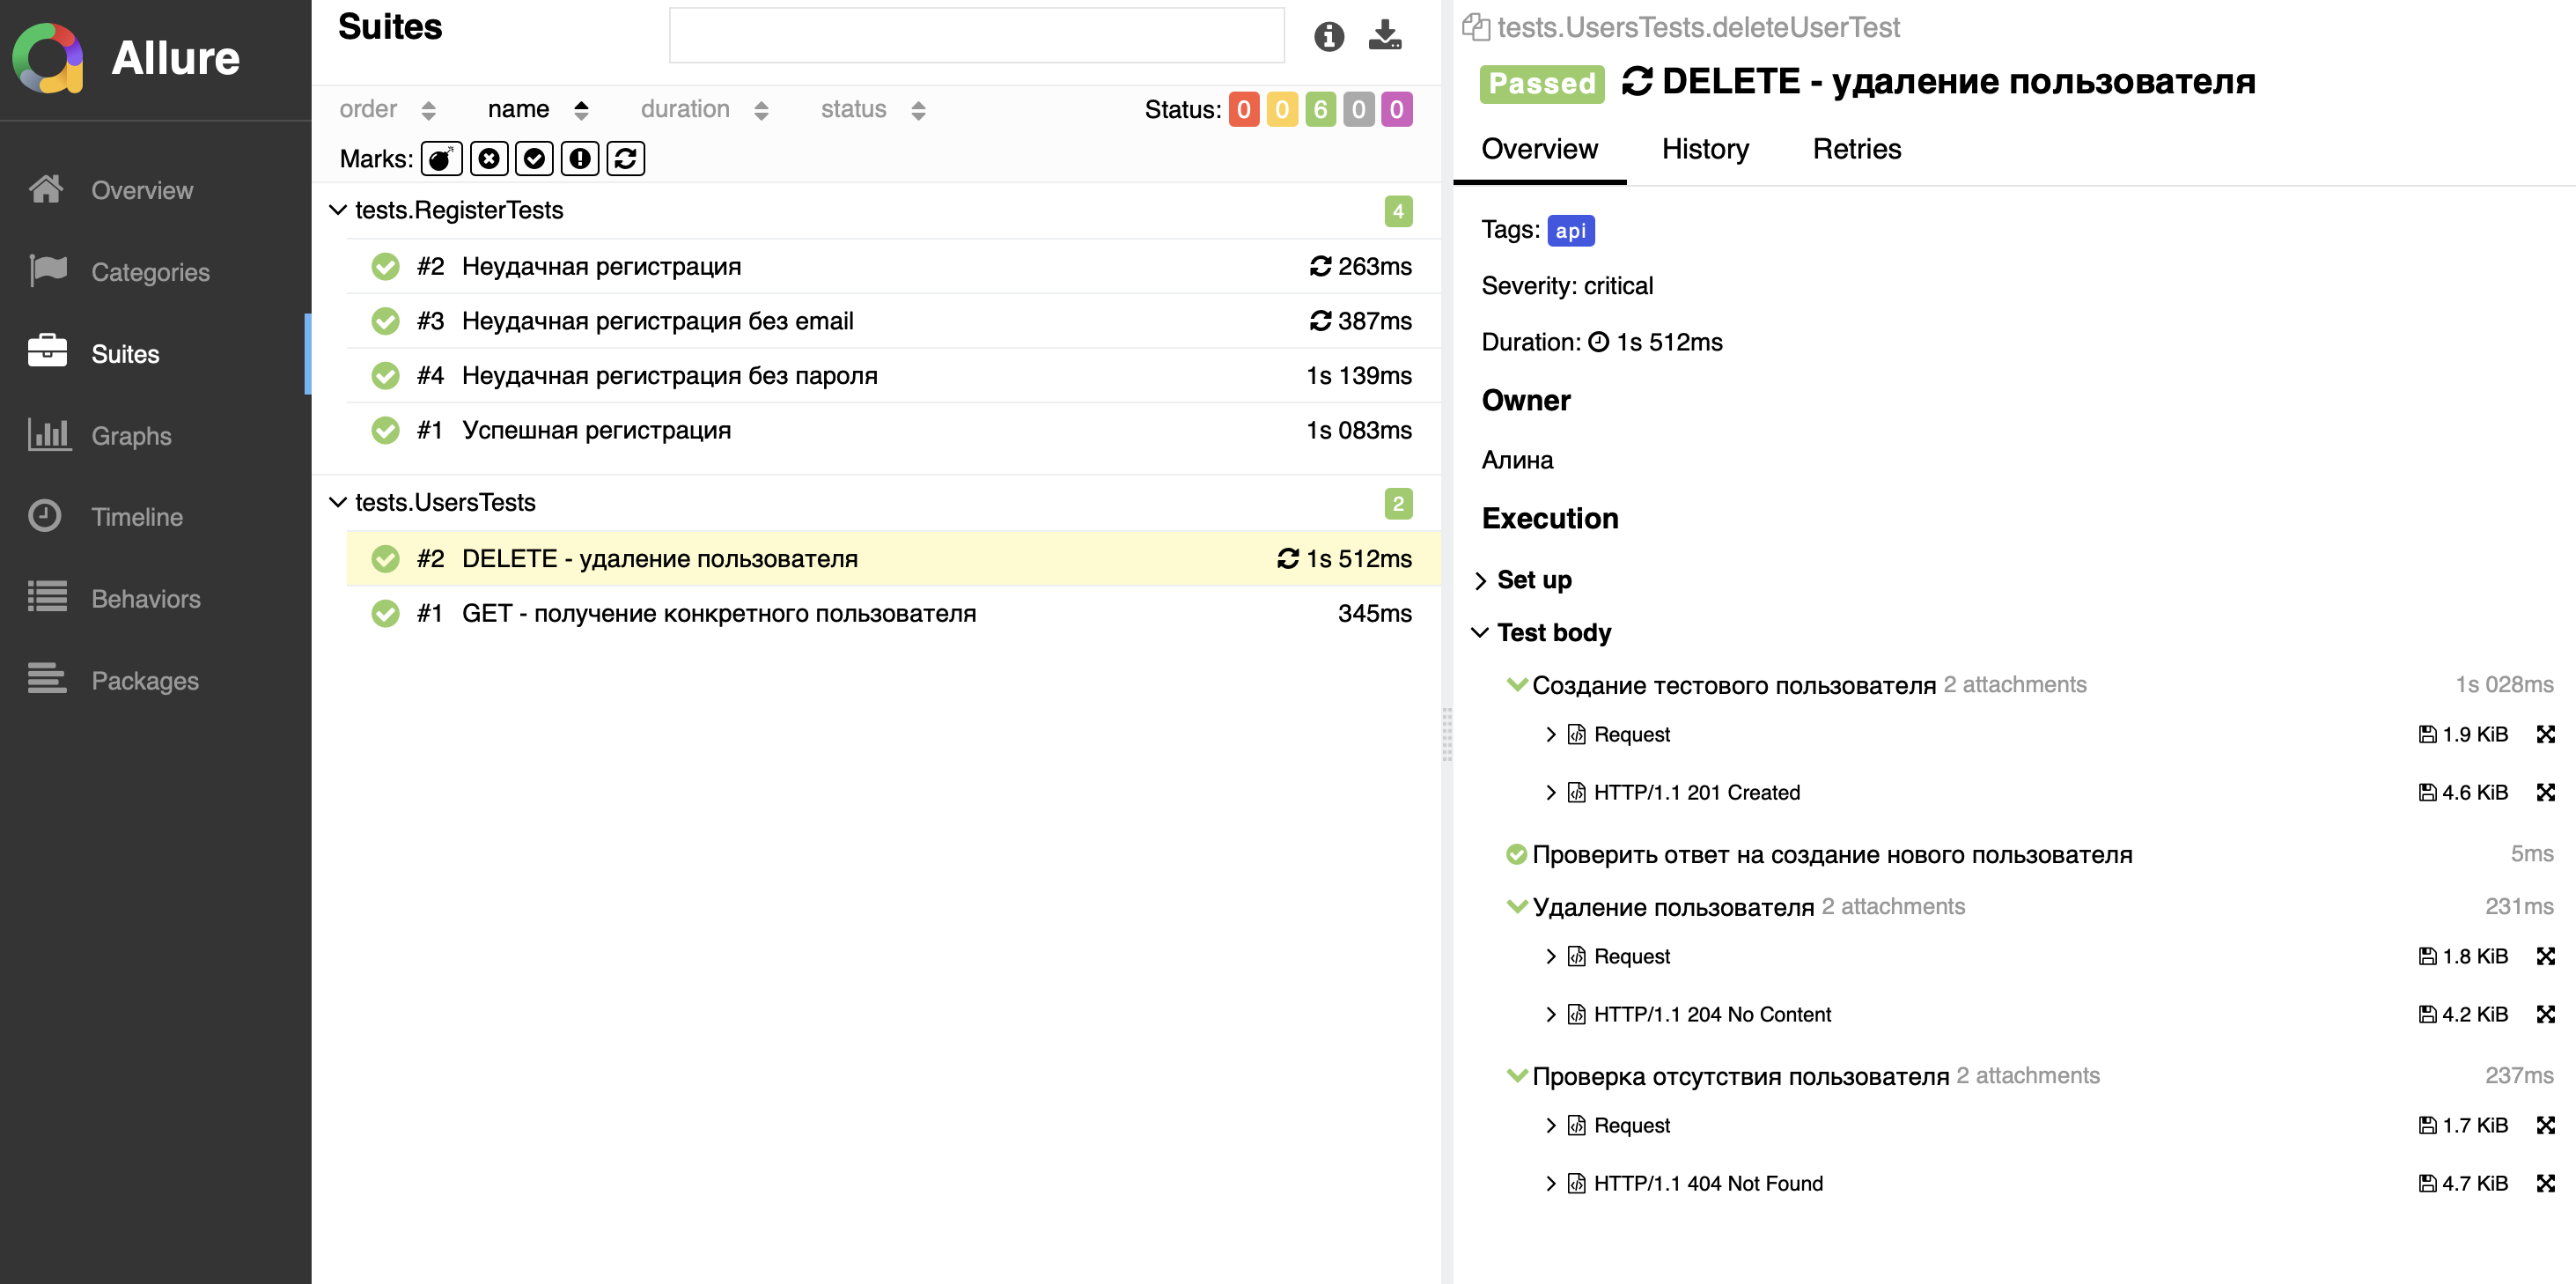 Allure
Overview
Categories
Suites
Graphs
Timeline
Behaviors
Packages
Suites
order name duration status Status: 0 0 6 0 0
Marks:
tests.RegisterTests 4
#2 Неудачная регистрация 263ms
#3 Неудачная регистрация без email 387ms
#4 Неудачная регистрация без пароля 1s 139ms
#1 Успешная регистрация 1s 083ms
tests.UsersTests 2
#2 DELETE - удаление пользователя 1s 512ms
#1 GET - получение конкретного пользователя 345ms
tests.UsersTests.deleteUserTest
Passed DELETE - удаление пользователя
Overview History Retries
Tags: api
Severity: critical
Duration: 1s 512ms
Owner
Алина
Execution
Set up
Test body
Создание тестового пользователя 2 attachments 1s 028ms
Request 1.9 KiB
HTTP/1.1 201 Created 4.6 KiB
Проверить ответ на создание нового пользователя 5ms
Удаление пользователя 2 attachments 231ms
Request 1.8 KiB
HTTP/1.1 204 No Content 4.2 KiB
Проверка отсутствия пользователя 2 attachments 237ms
Request 1.7 KiB
HTTP/1.1 404 Not Found 4.7 KiB